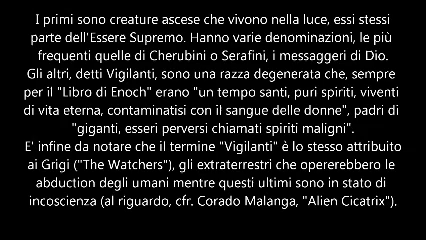 I primi sono creature ascese che vivono nella luce, essi stessi
parte dell'Essere Supremo. Hanno varie denominazioni, le più
frequenti quelle di Cherubini o Serafini, i messaggeri di Dio.
Gli altri, detti Vigilanti, sono una razza degenerata che, sempre
per il "Libro di Enoch" erano "un tempo santi, puri spiriti, viventi
di vita eterna, contaminatisi con il sangue delle donne", padri di
"giganti, esseri perversi chiamati spiriti maligni".
E' infine da notare che il termine "Vigilanti" è lo stesso attribuito
ai Grigi ("The Watchers"), gli extraterrestri che opererebbero le
abduction degli umani mentre questi ultimi sono in stato di
incoscienza (al riguardo, cfr. Corado Malanga, "Alien Cicatrix").